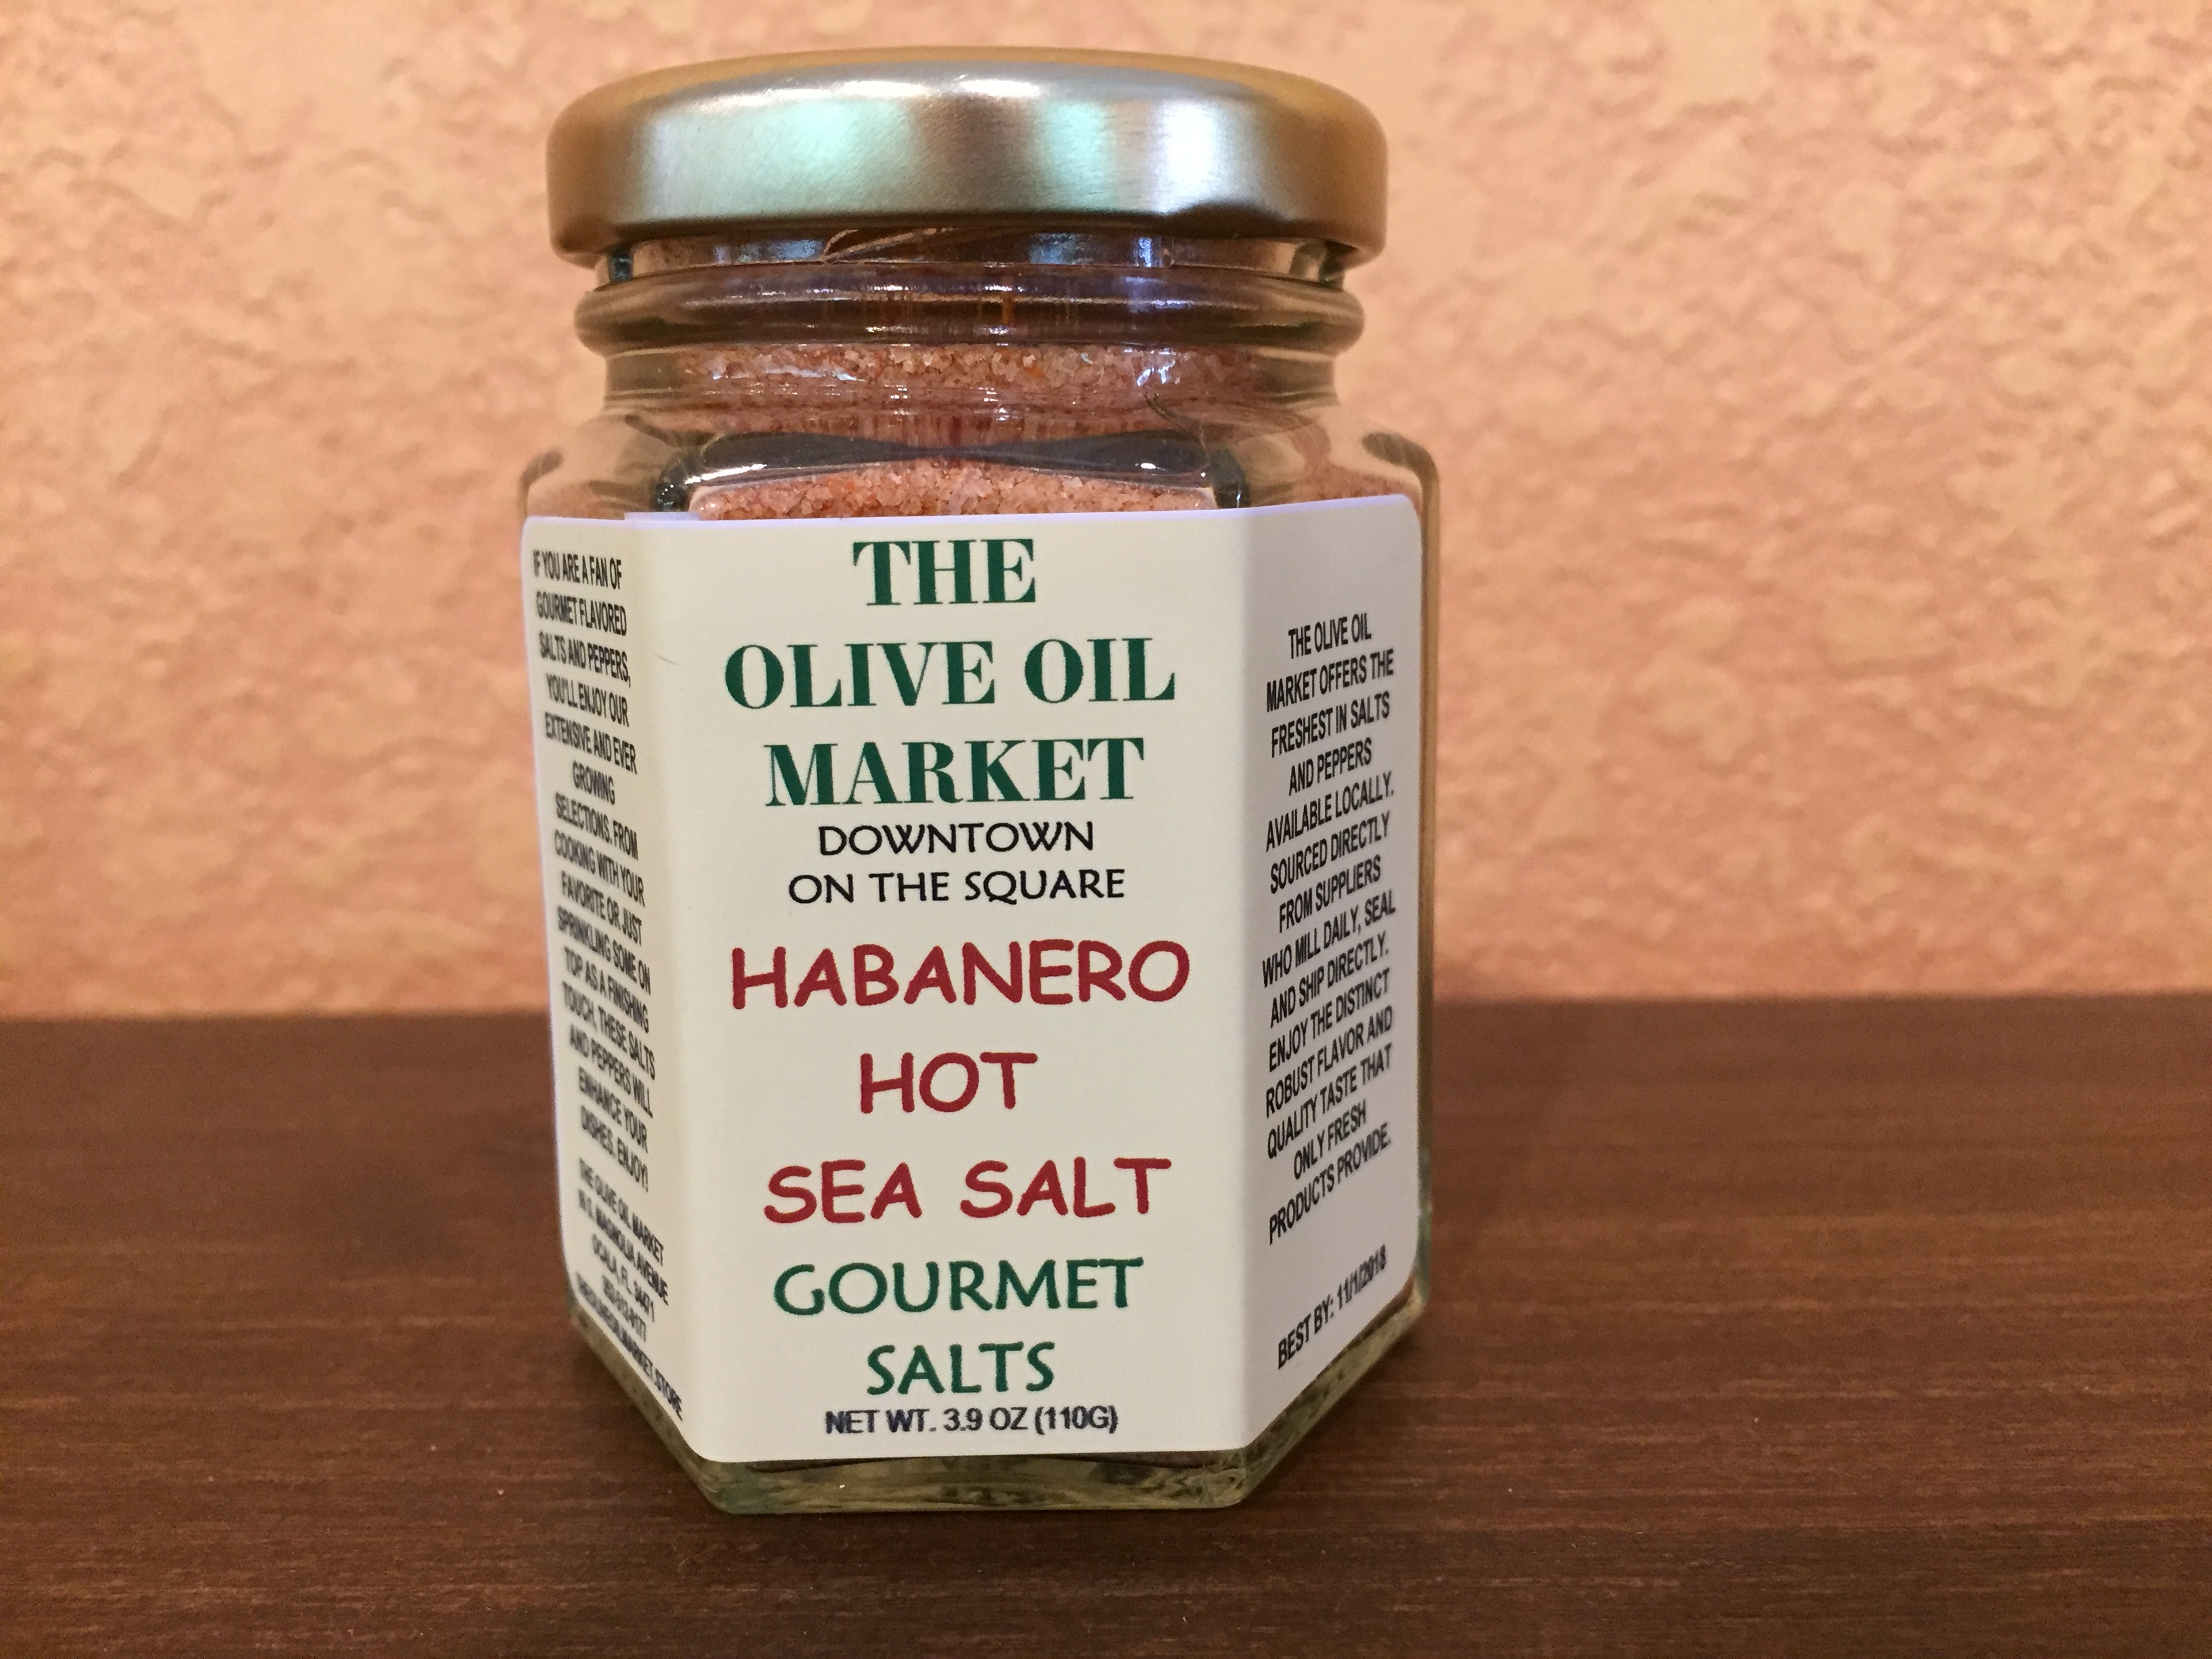 IF YOU ARE A FAN OF
GOURMET FLAVORED
SALTS AND PEPPERS,
YOU'LL ENJOY OUR
EXTENSIVE AND EVER
GROWING
SELECTIONS. FROM
COOKING WITH YOUR
FAVORITE OR JUST
SPRINKLING SOME ON
TOP AS A FINISHING
TOUCH, THESE SALTS
AND PEPPERS WILL
ENHANCE YOUR
DISHES. ENJOY!
THE OLIVE OIL MARKET
S. MAGNOLIA AVENUE
OCALA, FL 34471
THE
OLIVE OIL
MARKET
DOWNTOWN
ON THE SQUARE
HABANERO
HOT
SEA SALT
GOURMET
SALTS
NET WT. 3.9 OZ (110G)
THE OLIVE OIL
MARKET OFFERS THE
FRESHEST IN SALTS
AND PEPPERS
AVAILABLE LOCALLY.
SOURCED DIRECTLY
FROM SUPPLIERS
WHO MILL DAILY, SEAL
AND SHIP DIRECTLY.
ENJOY THE DISTINCT
ROBUST FLAVOR AND
QUALITY TASTE THAT
ONLY FRESH
PRODUCTS PROVIDE.
BEST BY: 11/1/2018